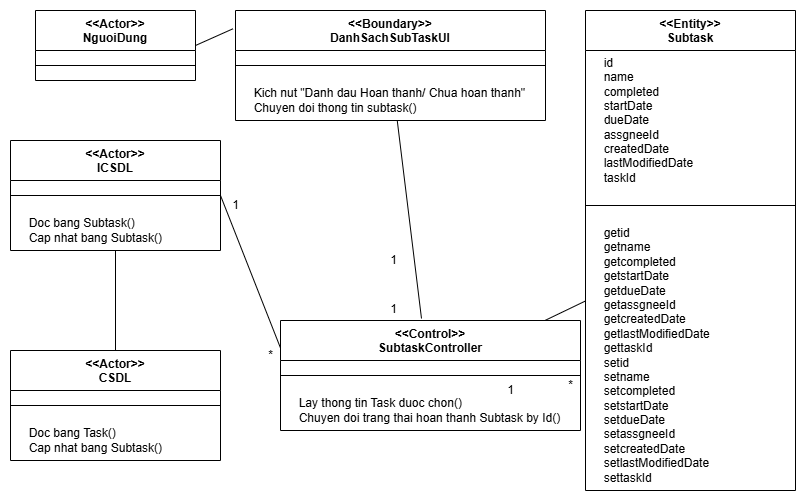 <<Actor>>
NguoiDung
<<Boundary>>
DanhSachSubTaskUI
Kich nut "Danh dau Hoan thanh/ Chua hoan thanh"
Chuyen doi thong tin subtask()
<<Entity>>
Subtask
id
name
completed
startDate
dueDate
assgneeId
createdDate
lastModifiedDate
taskId
getid
getname
getcompleted
getstartDate
getdueDate
getassgneeId
getcreatedDate
getlastModifiedDate
gettaskId
setid
setname
setcompleted
setstartDate
setdueDate
setassgneeId
setcreatedDate
setlastModifiedDate
settaskId
<<Actor>>
ICSDL
Doc bang Subtask()
Cap nhat bang Subtask()
1
1
1
*
<<Control>>
SubtaskController
1
*
Lay thong tin Task duoc chon()
Chuyen doi trang thai hoan thanh Subtask by Id()
<<Actor>>
CSDL
Doc bang Task()
Cap nhat bang Subtask()